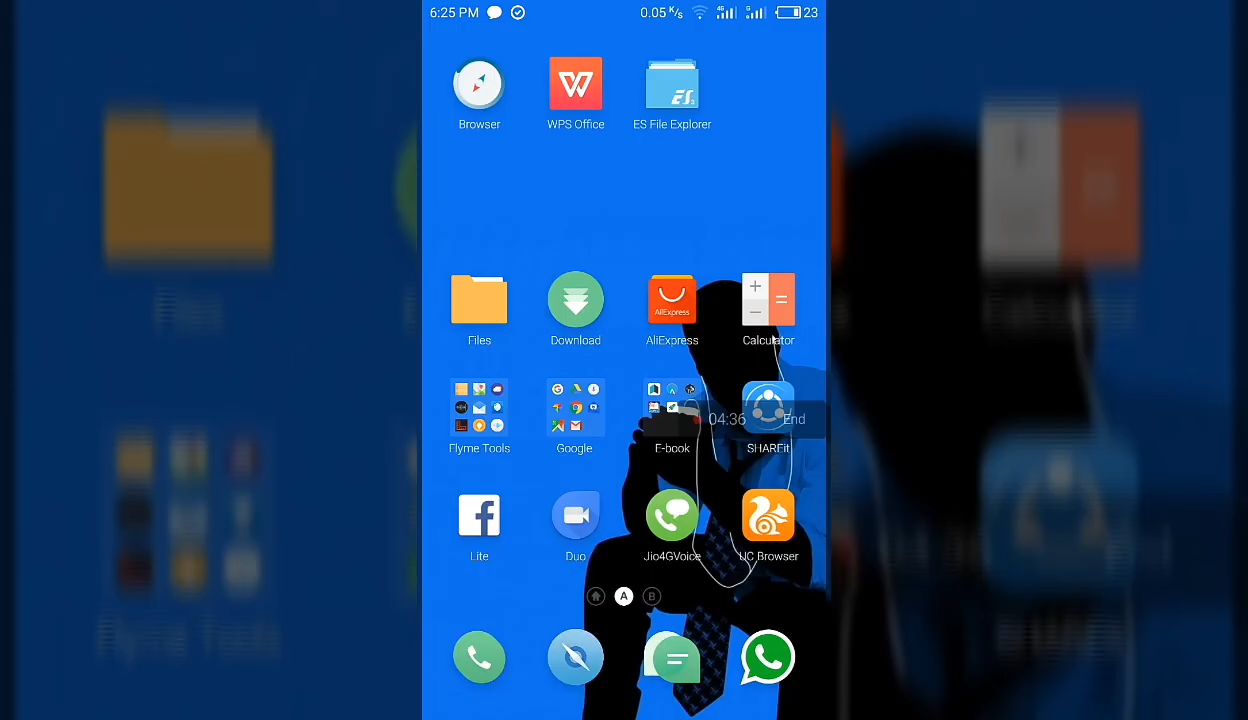 6:25 PM 0.05 K/s 4G G 23
Browser WPS Office ES File Explorer
Files Download AliExpress Calculator
Flyme Tools Google E-book SHAREit
04:36 End
Lite Duo Jio4GVoice UC Browser
A B